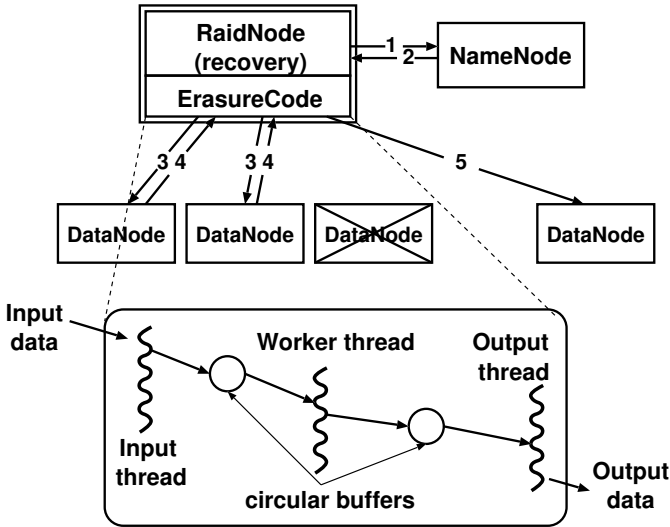 RaidNode
(recovery)
ErasureCode
1
2
NameNode
3 4
3 4
5
DataNode
DataNode
DataNode
DataNode
Input
data
Worker thread
Output
thread
Input
thread
circular buffers
Output
data